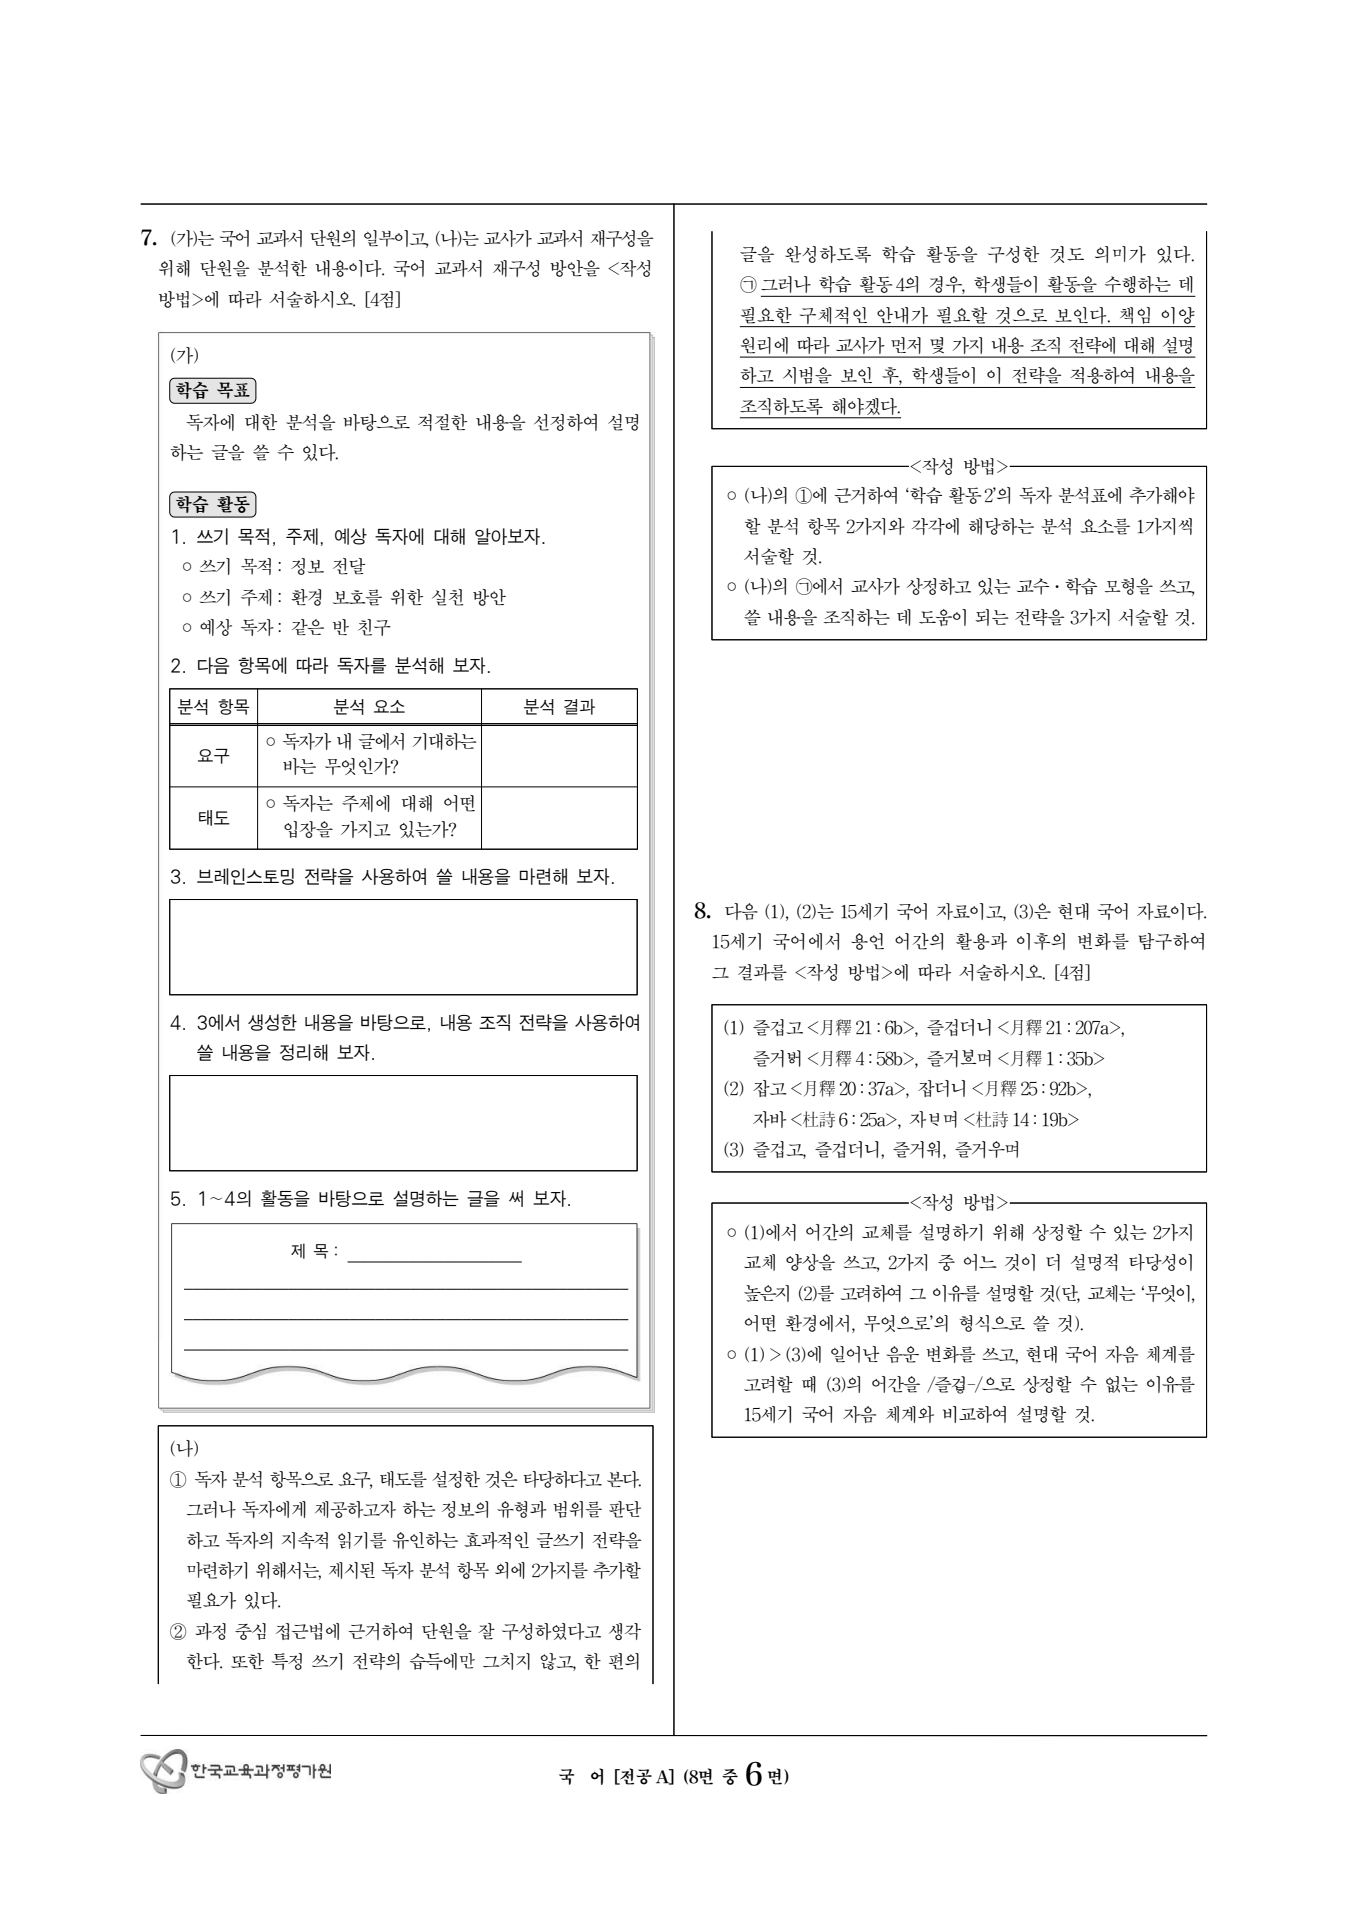 7. (가)는 국어 교과서 단원의 일부이고, (나)는 교사가 교과서 재구성을
위해 단원을 분석한 내용이다. 국어 교과서 재구성 방안을 <작성
방법>에 따라 서술하시오. [4점]
(가)
학습 목표
독자에 대한 분석을 바탕으로 적절한 내용을 선정하여 설명
하는 글을 쓸 수 있다.
학습 활동
1. 쓰기 목적, 주제, 예상 독자에 대해 알아보자.
○ 쓰기 목적 : 정보 전달
○ 쓰기 주제 : 환경 보호를 위한 실천 방안
○ 예상 독자 : 같은 반 친구
2. 다음 항목에 따라 독자를 분석해 보자.
분석 항목 분석 요소 분석 결과
요구 ○ 독자가 내 글에서 기대하는
바는 무엇인가?
태도 ○ 독자는 주제에 대해 어떤
입장을 가지고 있는가?
3. 브레인스토밍 전략을 사용하여 쓸 내용을 마련해 보자.
4. 3에서 생성한 내용을 바탕으로, 내용 조직 전략을 사용하여
쓸 내용을 정리해 보자.
5. 1～4의 활동을 바탕으로 설명하는 글을 써 보자.
제 목 :
(나)
① 독자 분석 항목으로 요구, 태도를 설정한 것은 타당하다고 본다.
그러나 독자에게 제공하고자 하는 정보의 유형과 범위를 판단
하고 독자의 지속적 읽기를 유인하는 효과적인 글쓰기 전략을
마련하기 위해서는, 제시된 독자 분석 항목 외에 2가지를 추가할
필요가 있다.
② 과정 중심 접근법에 근거하여 단원을 잘 구성하였다고 생각
한다. 또한 특정 쓰기 전략의 습득에만 그치지 않고, 한 편의
글을 완성하도록 학습 활동을 구성한 것도 의미가 있다.
㉠ 그러나 학습 활동 4의 경우, 학생들이 활동을 수행하는 데
필요한 구체적인 안내가 필요할 것으로 보인다. 책임 이양
원리에 따라 교사가 먼저 몇 가지 내용 조직 전략에 대해 설명
하고 시범을 보인 후, 학생들이 이 전략을 적용하여 내용을
조직하도록 해야겠다.
<작성 방법>
○ (나)의 ①에 근거하여 ‘학습 활동 2’의 독자 분석표에 추가해야
할 분석 항목 2가지와 각각에 해당하는 분석 요소를 1가지씩
서술할 것.
○ (나)의 ㉠에서 교사가 상정하고 있는 교수・학습 모형을 쓰고,
쓸 내용을 조직하는 데 도움이 되는 전략을 3가지 서술할 것.
8. 다음 (1), (2)는 15세기 국어 자료이고, (3)은 현대 국어 자료이다.
15세기 국어에서 용언 어간의 활용과 이후의 변화를 탐구하여
그 결과를 <작성 방법>에 따라 서술하시오. [4점]
(1) 즐겁고 <月釋 21 : 6b>, 즐겁더니 <月釋 21 : 207a>,
즐거ᄫᅥ <月釋 4 : 58b>, 즐거ᄫᅩ며 <月釋 1 : 35b>
(2) 잡고 <月釋 20 : 37a>, 잡더니 <月釋 25 : 92b>,
자바 <杜詩 6 : 25a>, 자ᄇᆞ며 <杜詩 14 : 19b>
(3) 즐겁고, 즐겁더니, 즐거워, 즐거우며
<작성 방법>
○ (1)에서 어간의 교체를 설명하기 위해 상정할 수 있는 2가지
교체 양상을 쓰고, 2가지 중 어느 것이 더 설명적 타당성이
높은지 (2)를 고려하여 그 이유를 설명할 것(단, 교체는 ‘무엇이,
어떤 환경에서, 무엇으로’의 형식으로 쓸 것).
○ (1) > (3)에 일어난 음운 변화를 쓰고, 현대 국어 자음 체계를
고려할 때 (3)의 어간을 /즐거ᇦ-/으로 상정할 수 없는 이유를
15세기 국어 자음 체계와 비교하여 설명할 것.
한국교육과정평가원
국 어 [전공 A] (8면 중 6 면)